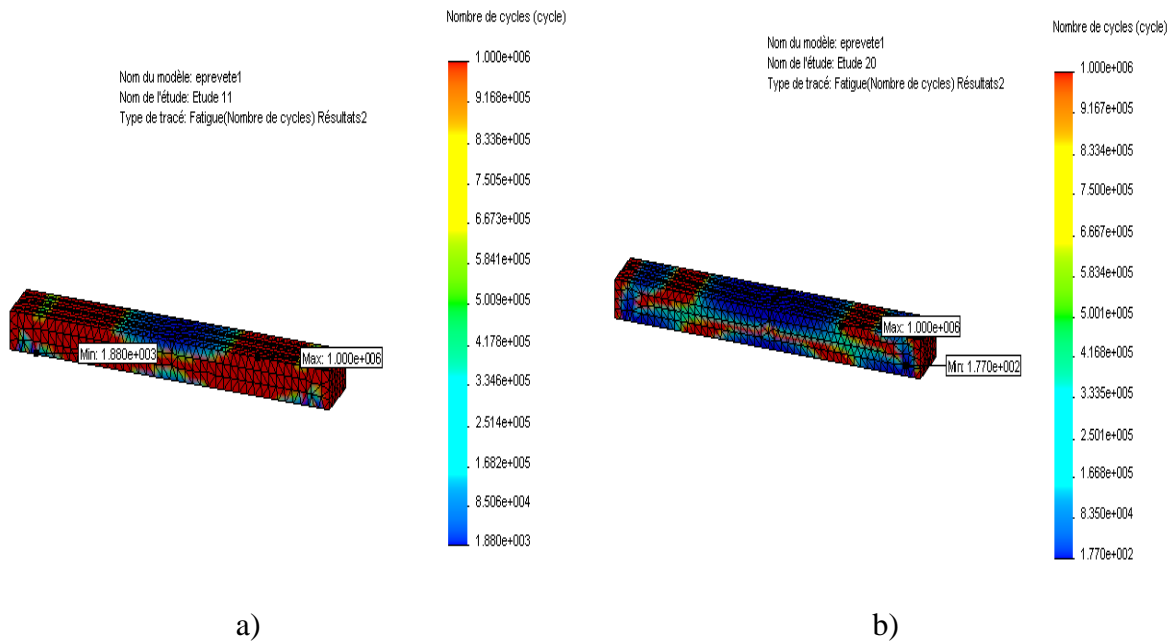 Nombre de cycles (cycle)
Nom du modèle: eprevete1
Nom de l'étude: Etude 11
Type de tracé: Fatigue(Nombre de cycles) Résultats2
1.000e+006
9.168e+005
8.336e+005
7.505e+005
6.673e+005
5.841e+005
5.009e+005
4.178e+005
3.346e+005
2.514e+005
1.682e+005
8.506e+004
1.880e+003
Min: 1.880e+003
Max: 1.000e+006
a)
Nombre de cycles (cycle)
Nom du modèle: eprevete1
Nom de l'étude: Etude 20
Type de tracé: Fatigue(Nombre de cycles) Résultats2
1.000e+006
9.167e+005
8.334e+005
7.500e+005
6.667e+005
5.834e+005
5.001e+005
4.168e+005
3.335e+005
2.501e+005
1.668e+005
8.350e+004
1.770e+002
Max: 1.000e+006
Min: 1.770e+002
b)